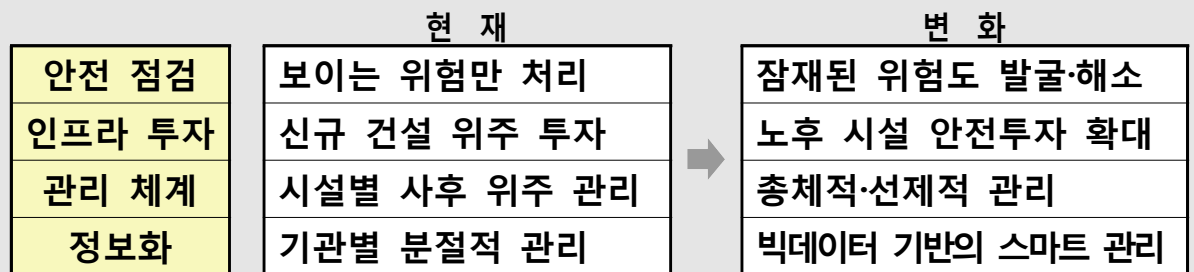 현 재 변 화
안전 점검 보이는 위험만 처리 잠재된 위험도 발굴·해소
인프라 투자 신규 건설 위주 투자 노후 시설 안전투자 확대
관리 체계 시설별 사후 위주 관리 총체적·선제적 관리
정보화 기관별 분절적 관리 빅데이터 기반의 스마트 관리